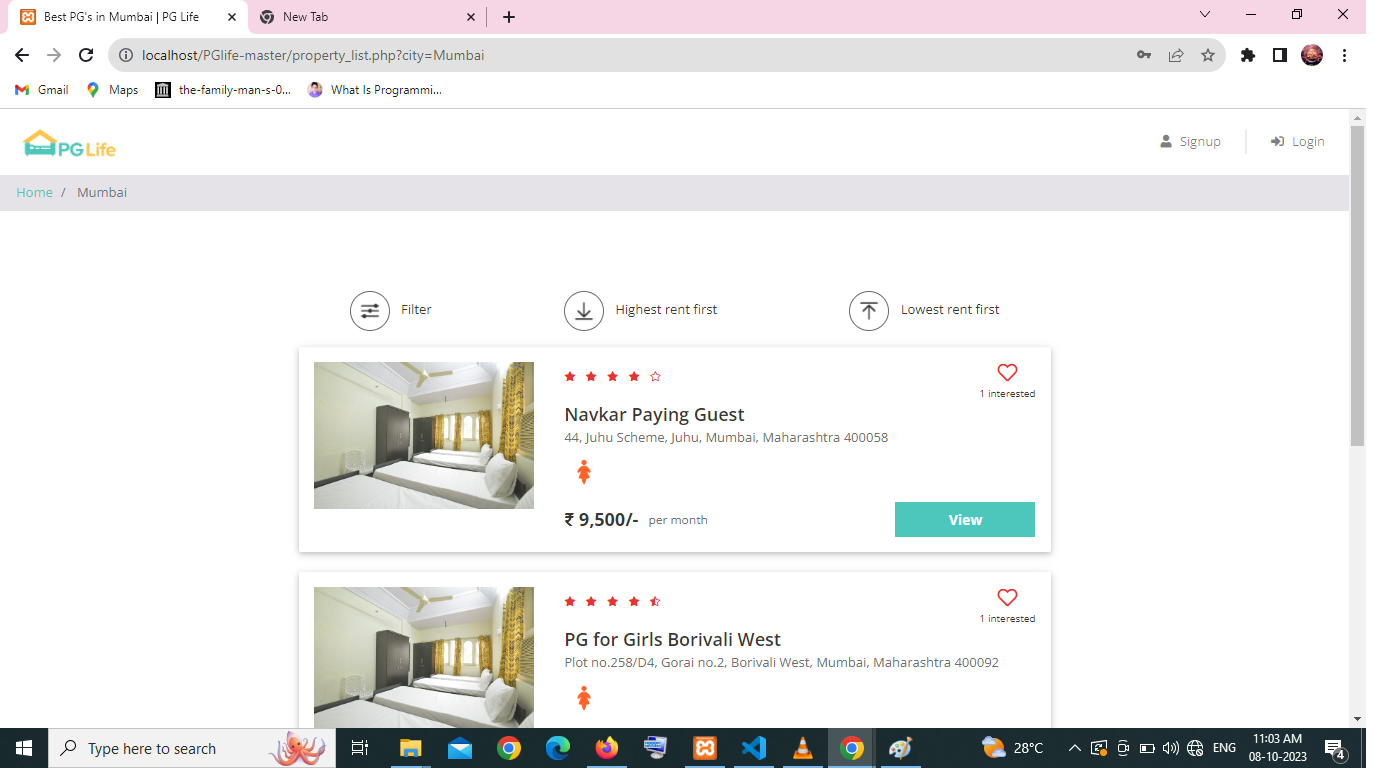 Best PG's in Mumbai | PG Life
New Tab
localhost/PGlife-master/property_list.php?city=Mumbai
Gmail
Maps
the-family-man-s-0...
What Is Programmi...
PG Life
Signup
Login
Home / Mumbai
Filter
Highest rent first
Lowest rent first
1 interested
Navkar Paying Guest
44, Juhu Scheme, Juhu, Mumbai, Maharashtra 400058
₹ 9,500/- per month
View
1 interested
PG for Girls Borivali West
Plot no.258/D4, Gorai no.2, Borivali West, Mumbai, Maharashtra 400092
Type here to search
28°C
ENG
11:03 AM
08-10-2023
4